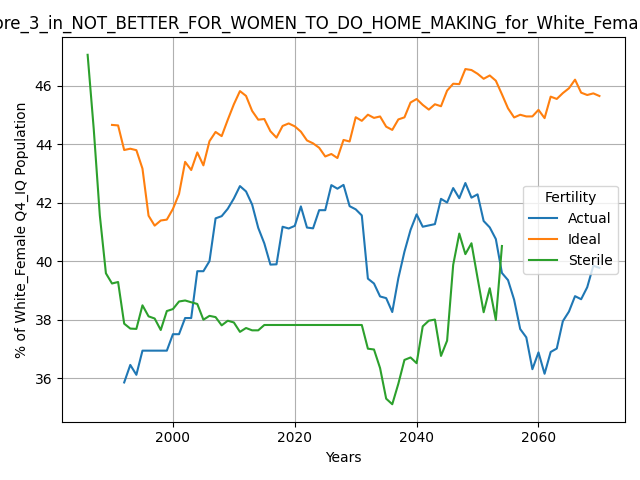 ore_3_in_NOT_BETTER_FOR_WOMEN_TO_DO_HOME_MAKING_for_White_Fema
% of White_Female Q4_IQ Population
46
44
42
40
38
36
Fertility
Actual
Ideal
Sterile
2000 2020 2040 2060
Years